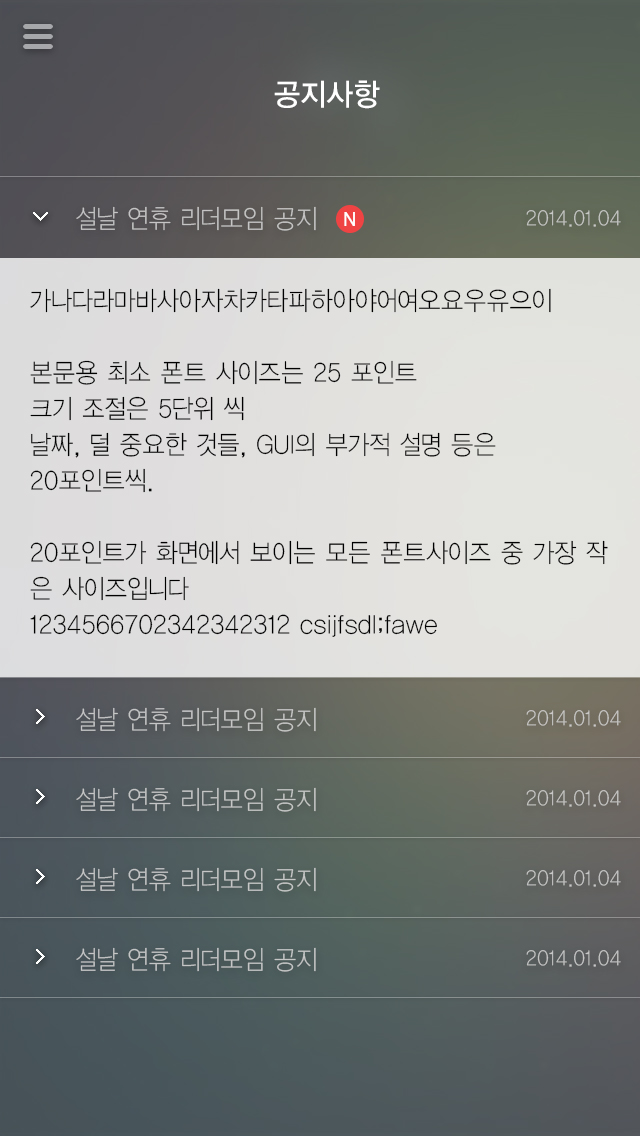 공지사항
설날 연휴 리더모임 공지 N 2014.01.04
가나다라마바사아자차카타파하아야어여오요우유으이
본문용 최소 폰트 사이즈는 25 포인트
크기 조절은 5단위 씩
날짜, 덜 중요한 것들, GUI의 부가적 설명 등은
20포인트씩.
20포인트가 화면에서 보이는 모든 폰트사이즈 중 가장 작
은 사이즈입니다
1234566702342342312 csijfsdl;fawe
설날 연휴 리더모임 공지 2014.01.04
설날 연휴 리더모임 공지 2014.01.04
설날 연휴 리더모임 공지 2014.01.04
설날 연휴 리더모임 공지 2014.01.04